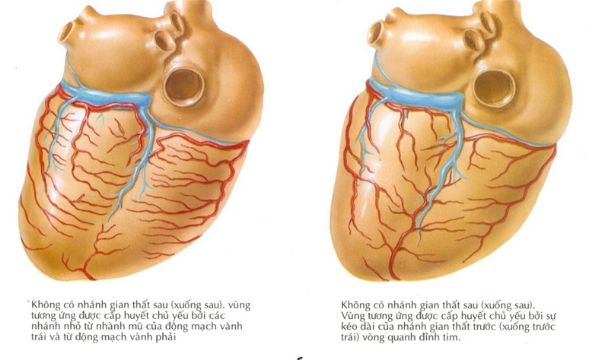 Không có nhánh gian thất sau (xuống sau). vùng
tương ứng được cấp huyết chủ yếu bởi các
nhánh nhỏ từ nhành mủ của động mạch vành
trái và từ động mạch vành phải
Không có nhánh gian thất sau (xuống sau).
Vùng tương ứng được cấp huyết chủ yếu bởi sự
kéo dài của nhánh gian thất trước (xuống trước
trái) vòng quanh đỉnh tim.